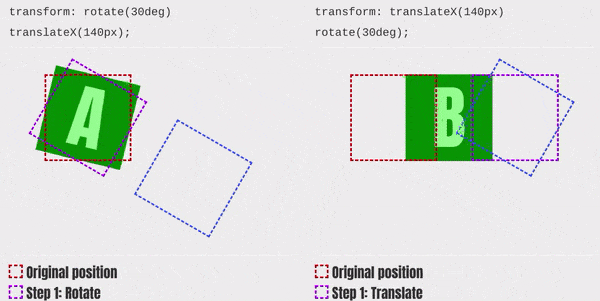 transform: rotate(30deg)
translateX(140px);
transform: translateX(140px)
rotate(30deg);
A
B
Original position
Step 1: Rotate
Original position
Step 1: Translate